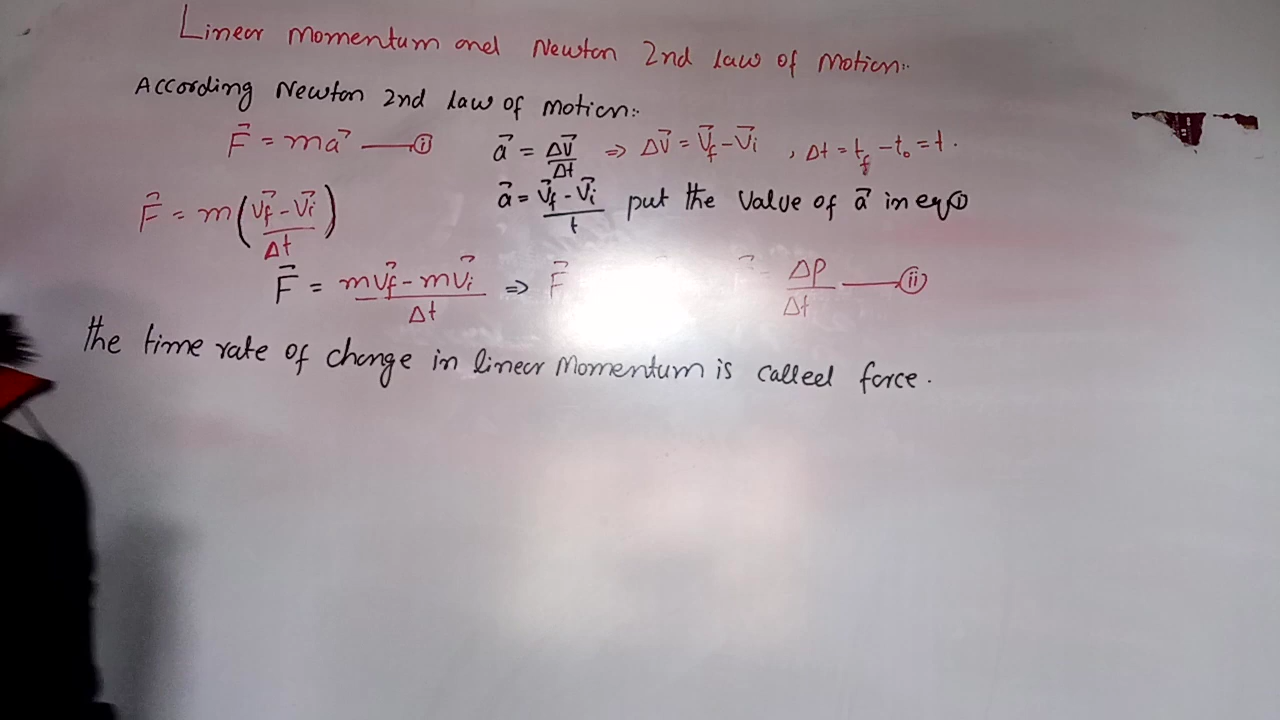 Linear momentum and Newton 2nd law of motion:.
According Newton 2nd law of motion:.
F⃗ = ma⃗ —(i) a⃗ = Δv⃗/Δt ⇒ Δv⃗ = v⃗f - v⃗i , Δt = tf - t₀ = t .
F⃗ = m((v⃗f - v⃗i)/Δt) a⃗ = (v⃗f - v⃗i)/t put the value of a⃗ in eq(i)
F⃗ = (mv⃗f - mv⃗i)/Δt ⇒ F⃗ ΔP/Δt —(ii)
the time rate of change in linear momentum is called force .